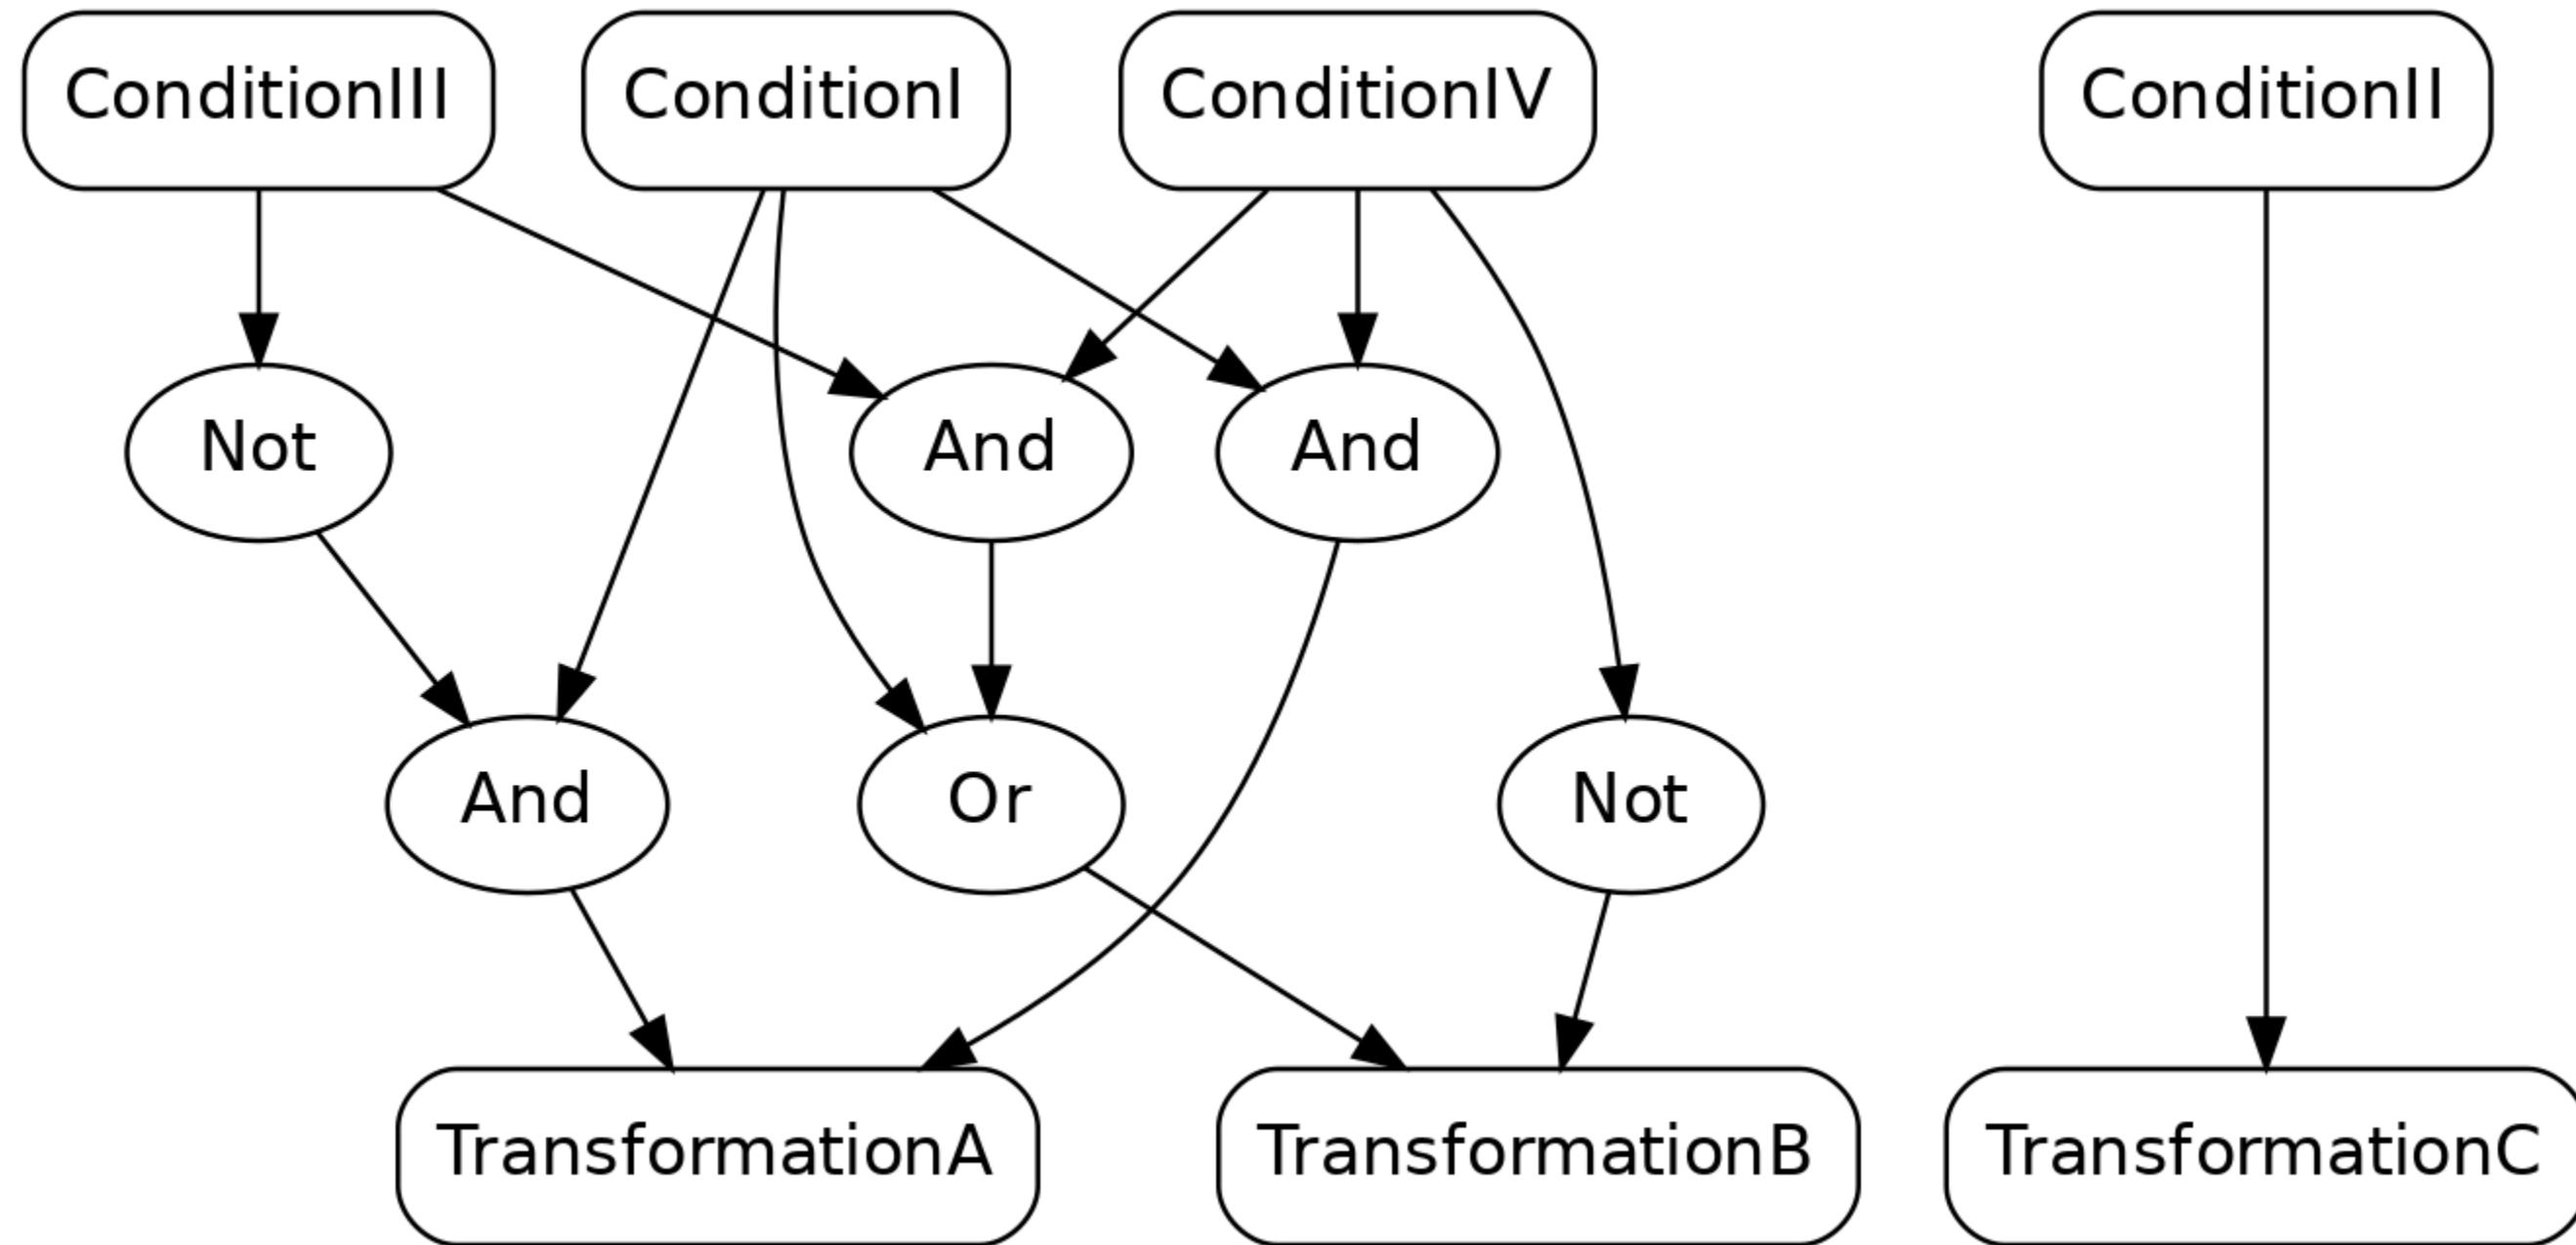 ConditionIII
ConditionI
ConditionIV
ConditionII
Not
And
And
And
Or
Not
TransformationA
TransformationB
TransformationC